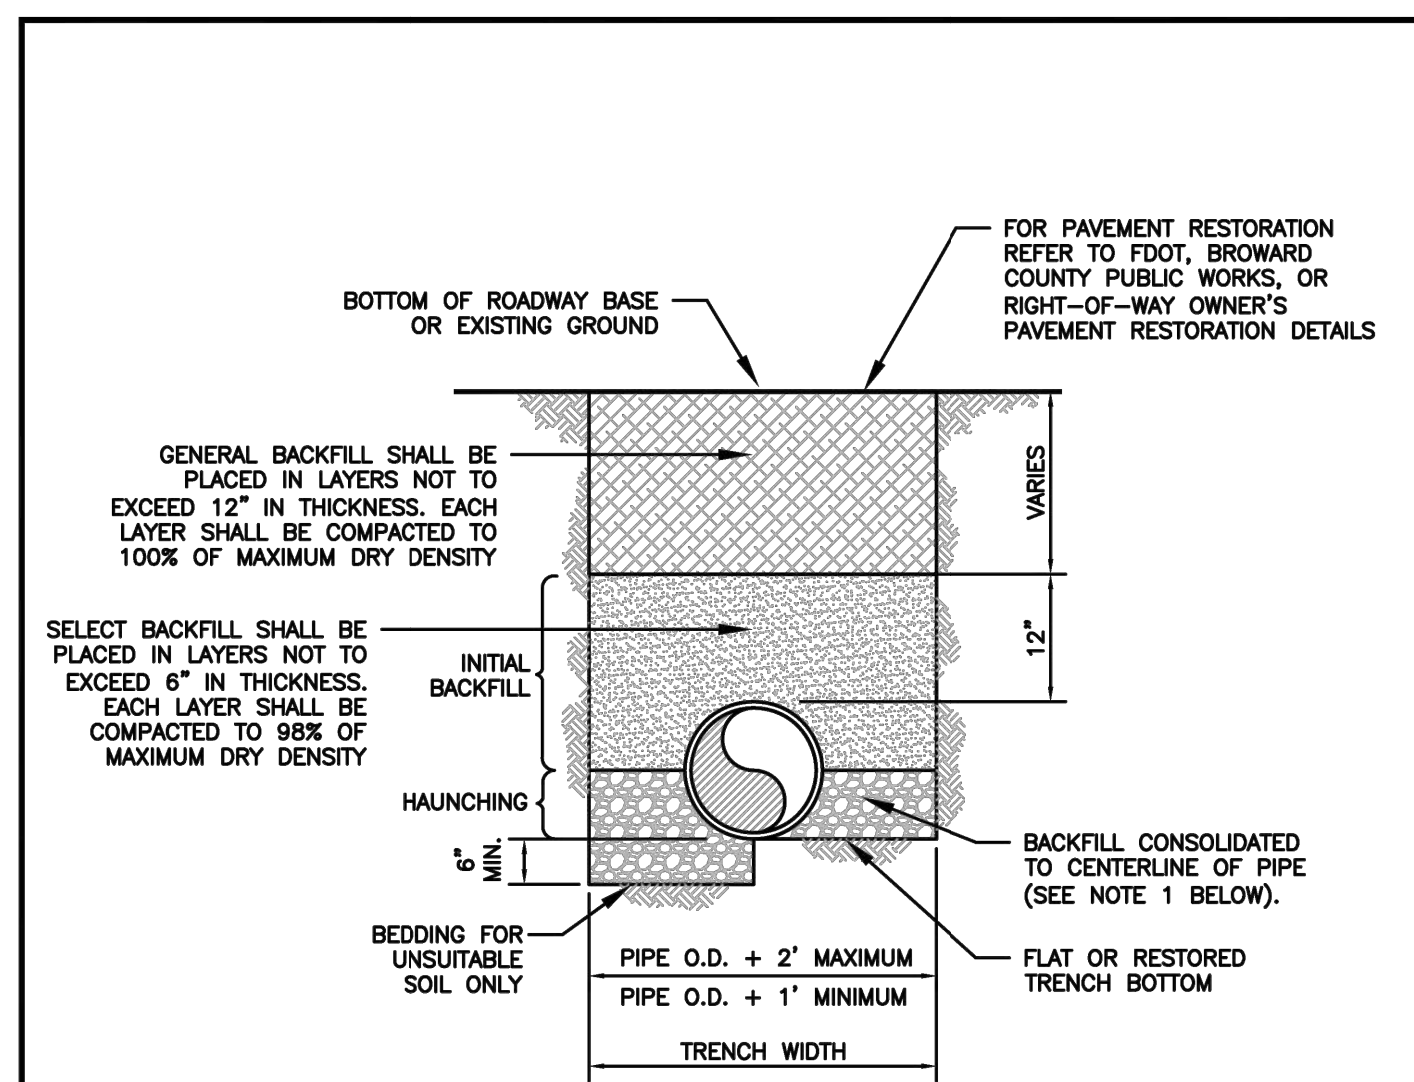 FOR PAVEMENT RESTORATION
REFER TO FDOT, BROWARD
COUNTY PUBLIC WORKS, OR
RIGHT-OF-WAY OWNER'S
PAVEMENT RESTORATION DETAILS
BOTTOM OF ROADWAY BASE
OR EXISTING GROUND
GENERAL BACKFILL SHALL BE
PLACED IN LAYERS NOT TO
EXCEED 12" IN THICKNESS. EACH
LAYER SHALL BE COMPACTED TO
100% OF MAXIMUM DRY DENSITY
VARIES
SELECT BACKFILL SHALL BE
PLACED IN LAYERS NOT TO
EXCEED 6" IN THICKNESS.
EACH LAYER SHALL BE
COMPACTED TO 98% OF
MAXIMUM DRY DENSITY
INITIAL
BACKFILL
12"
HAUNCHING
6"
MIN.
BACKFILL CONSOLIDATED
TO CENTERLINE OF PIPE
(SEE NOTE 1 BELOW).
BEDDING FOR
UNSUITABLE
SOIL ONLY
PIPE O.D. + 2' MAXIMUM
PIPE O.D. + 1' MINIMUM
FLAT OR RESTORED
TRENCH BOTTOM
TRENCH WIDTH